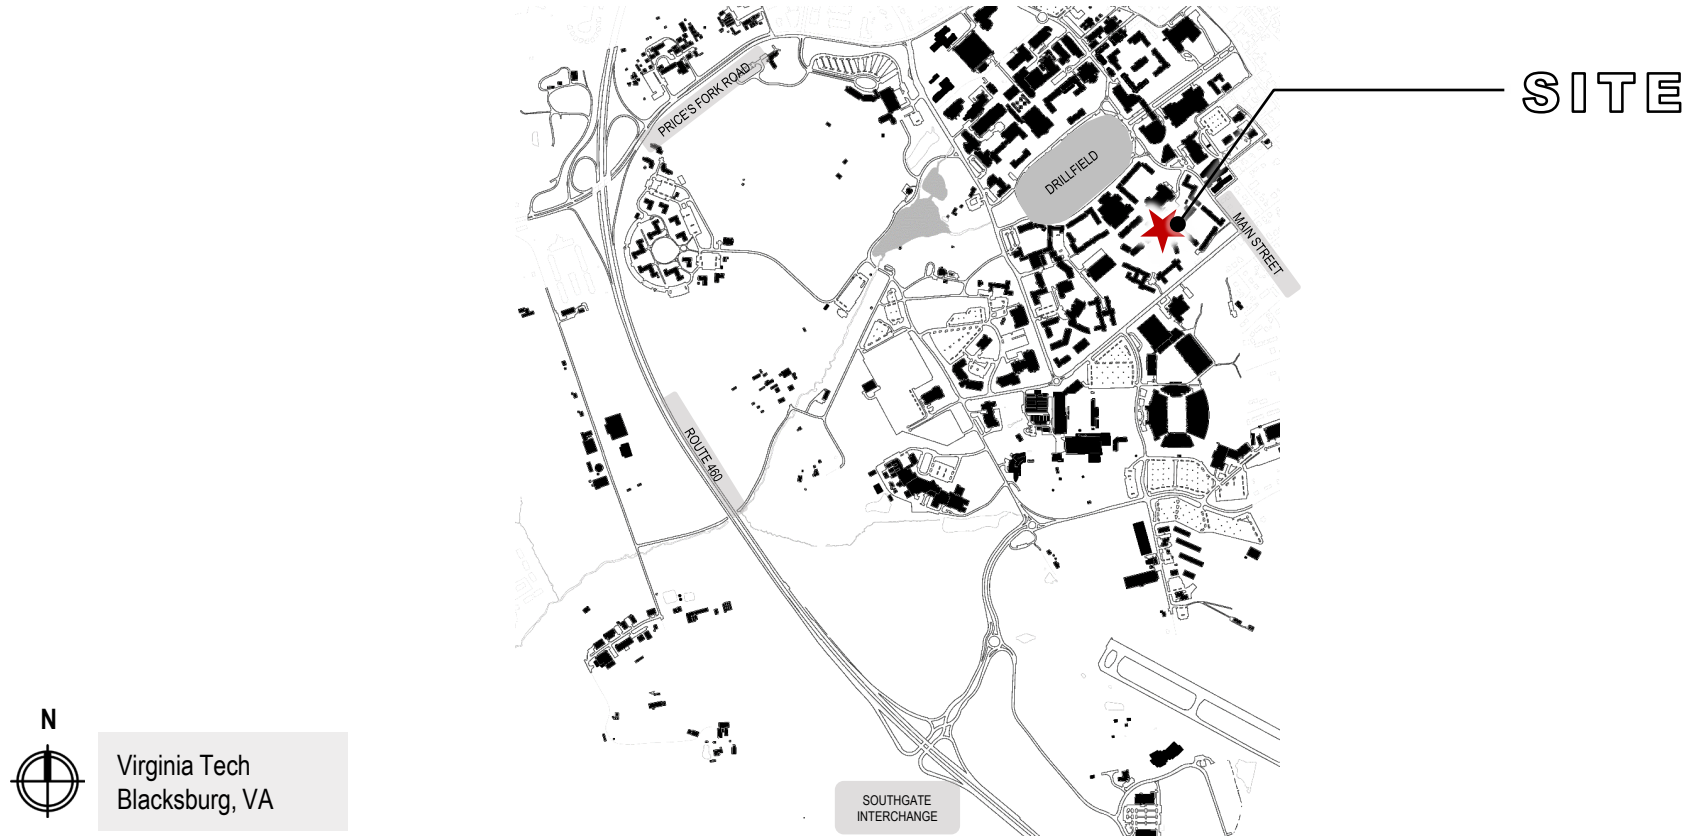 SITE
PRICE'S FORK ROAD
DRILLFIELD
MAIN STREET
ROUTE 460
N
Virginia Tech
Blacksburg, VA
SOUTHGATE
INTERCHANGE